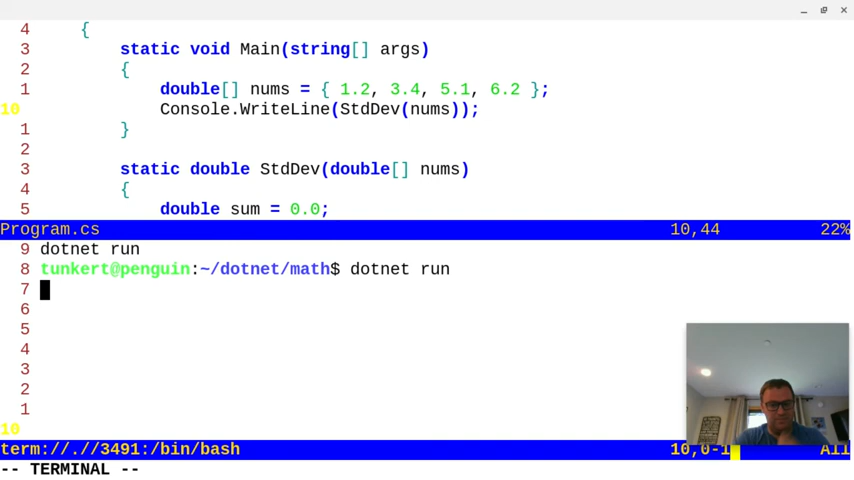 4     {
3         static void Main(string[] args)
2         {
1             double[] nums = { 1.2, 3.4, 5.1, 6.2 };
10            Console.WriteLine(StdDev(nums));
1         }
2
3         static double StdDev(double[] nums)
4         {
5             double sum = 0.0;
Program.cs 10,44 22%
9 dotnet run
8 tunkert@penguin:~/dotnet/math$ dotnet run
7
6
5
4
3
2
1
10
term://.//3491:/bin/bash 10,0-1 All
-- TERMINAL --